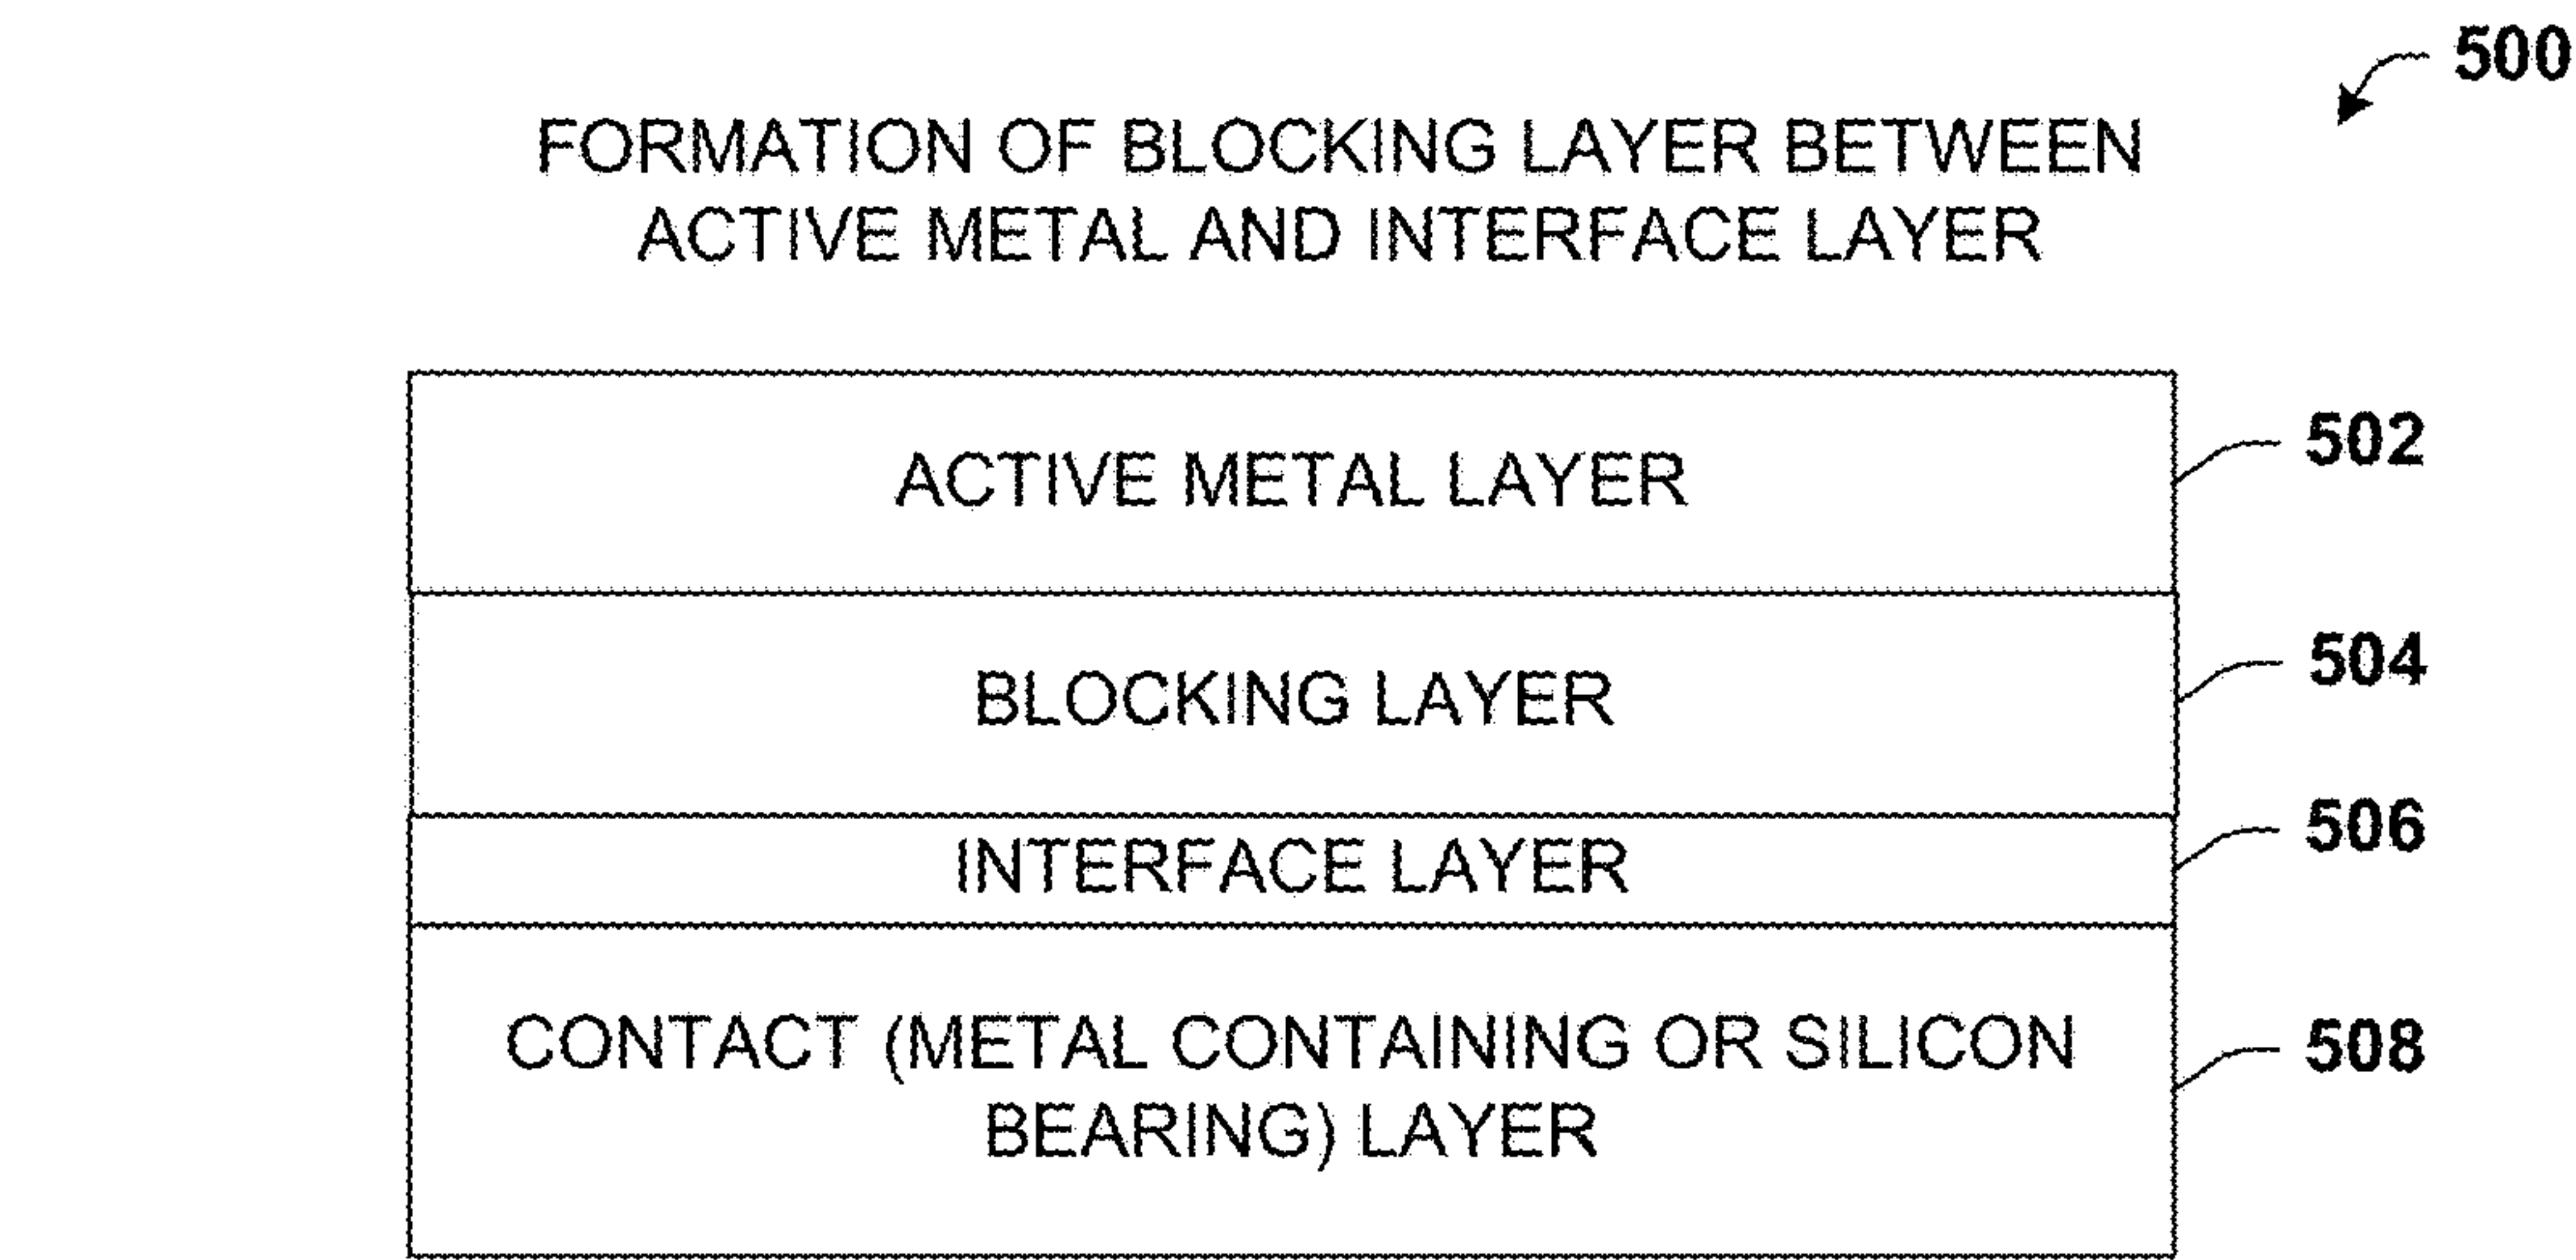 500
FORMATION OF BLOCKING LAYER BETWEEN
ACTIVE METAL AND INTERFACE LAYER
ACTIVE METAL LAYER
502
BLOCKING LAYER
504
INTERFACE LAYER
506
CONTACT (METAL CONTAINING OR SILICON
BEARING) LAYER
508